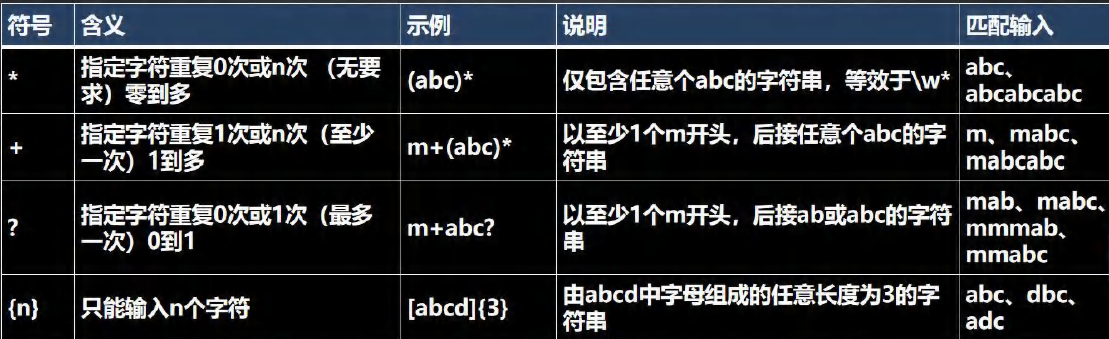 符号 含义 示例 说明 匹配输入
* 指定字符重复0次或n次 （无要 (abc)* 仅包含任意个abc的字符串，等效于\w* abc、
求）零到多 abcabcabc
+ 指定字符重复1次或n次（至少 m+(abc)* 以至少1个m开头，后接任意个abc的字 m、mabc、
一次）1到多 符串 mabcabc
? 指定字符重复0次或1次（最多 m+abc? 以至少1个m开头，后接ab或abc的字符 mab、mabc、
一次）0到1 串 mmmab、
mmabc
{n} 只能输入n个字符 [abcd]{3} 由abcd中字母组成的任意长度为3的字 abc、dbc、
符串 adc